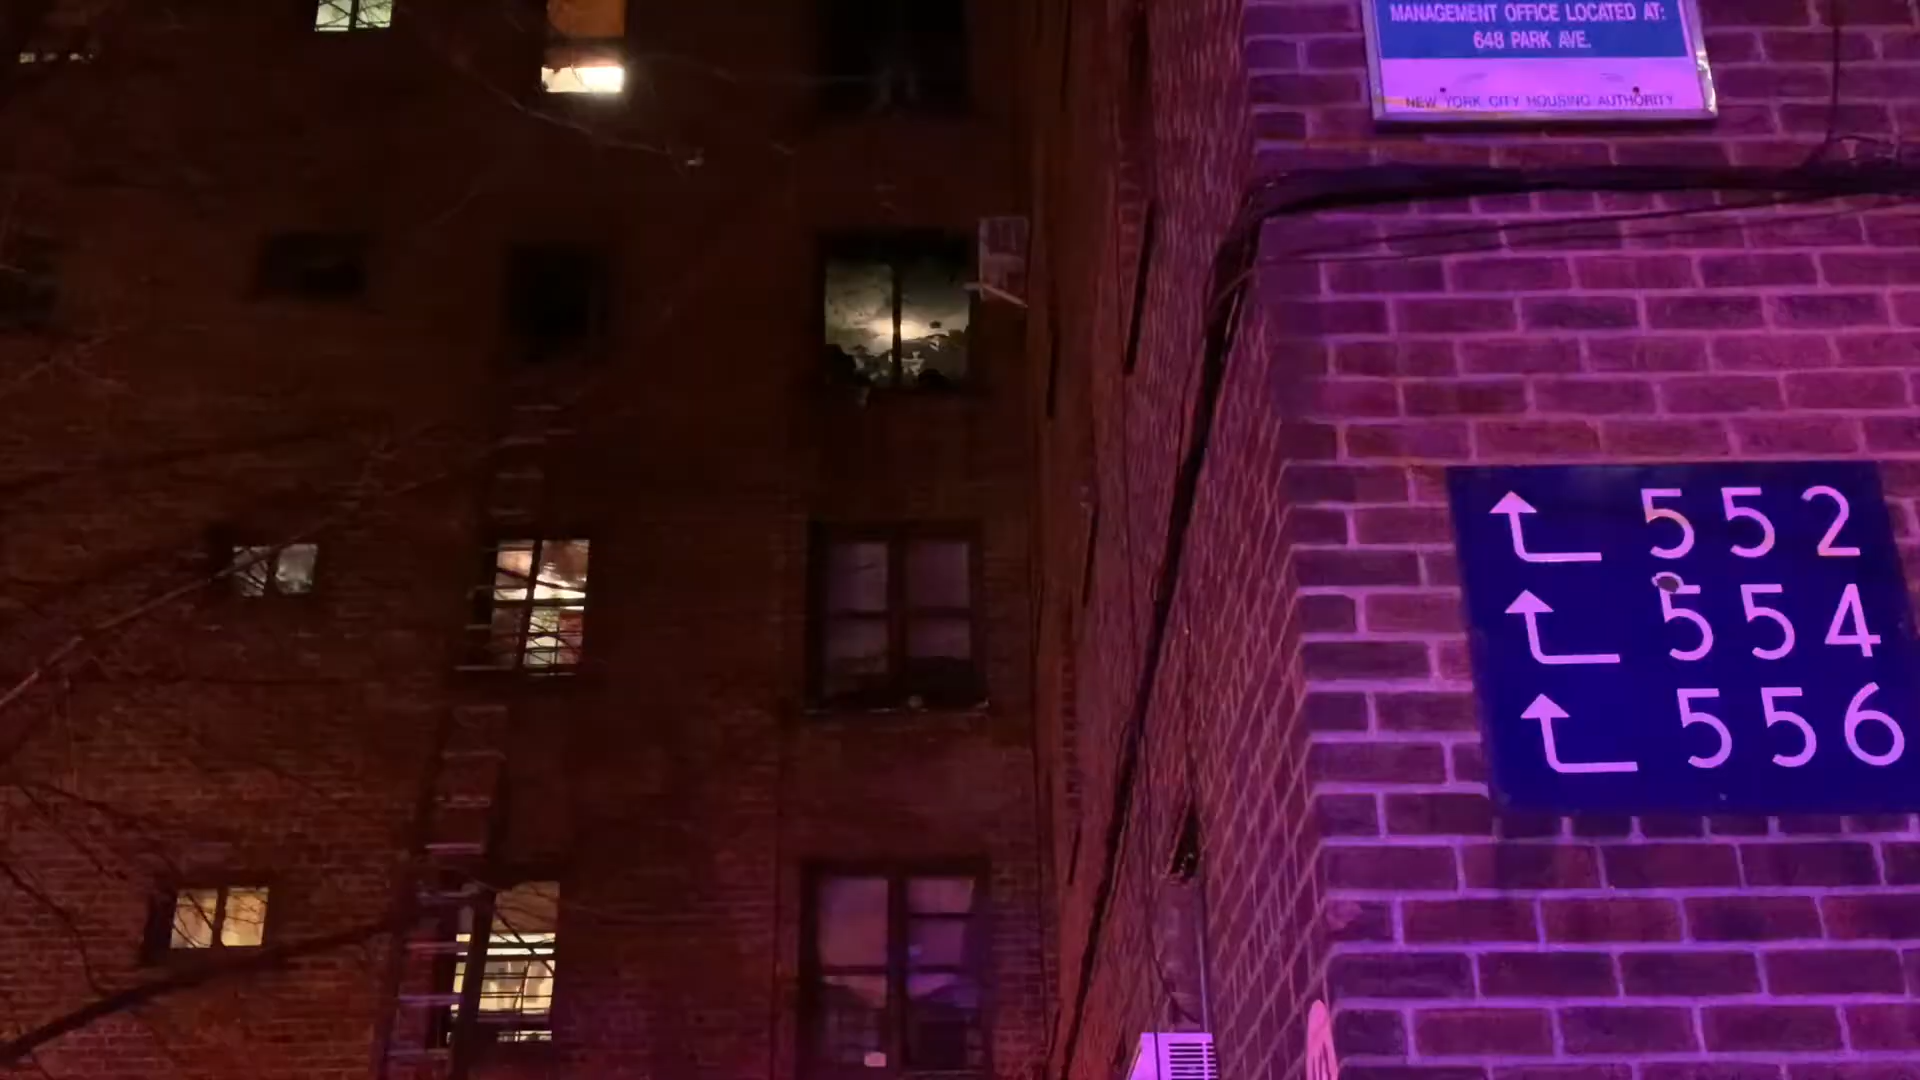 MANAGEMENT OFFICE LOCATED AT:
648 PARK AVE.
NEW YORK CITY HOUSING AUTHORITY
552
554
556